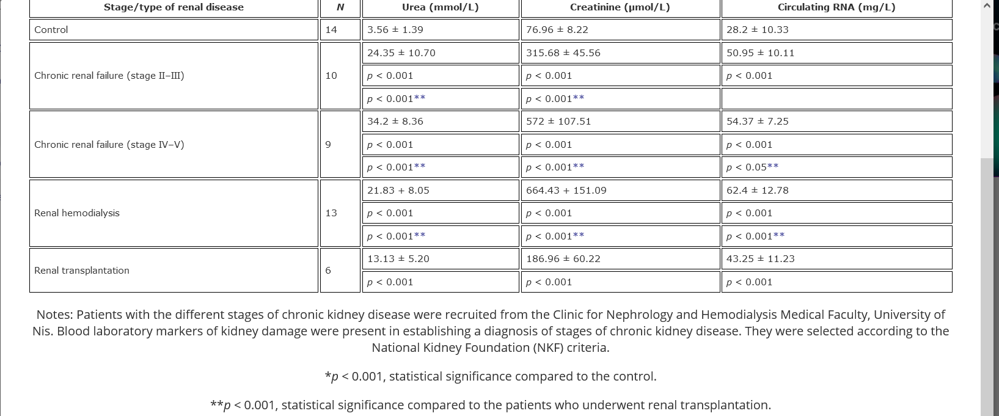 Stage/type of renal disease N Urea (mmol/L) Creatinine (μmol/L) Circulating RNA (mg/L)
Control 14 3.56 ± 1.39 76.96 ± 8.22 28.2 ± 10.33
24.35 ± 10.70 315.68 ± 45.56 50.95 ± 10.11
Chronic renal failure (stage II–III) 10 p < 0.001 p < 0.001 p < 0.001
p < 0.001** p < 0.001**
34.2 ± 8.36 572 ± 107.51 54.37 ± 7.25
Chronic renal failure (stage IV–V) 9 p < 0.001 p < 0.001 p < 0.001
p < 0.001** p < 0.001** p < 0.05**
21.83 + 8.05 664.43 + 151.09 62.4 ± 12.78
Renal hemodialysis 13 p < 0.001 p < 0.001 p < 0.001
p < 0.001** p < 0.001** p < 0.001**
13.13 ± 5.20 186.96 ± 60.22 43.25 ± 11.23
Renal transplantation 6
p < 0.001 p < 0.001 p < 0.001
Notes: Patients with the different stages of chronic kidney disease were recruited from the Clinic for Nephrology and Hemodialysis Medical Faculty, University of
Nis. Blood laboratory markers of kidney damage were present in establishing a diagnosis of stages of chronic kidney disease. They were selected according to the
National Kidney Foundation (NKF) criteria.
*p < 0.001, statistical significance compared to the control.
**p < 0.001, statistical significance compared to the patients who underwent renal transplantation.